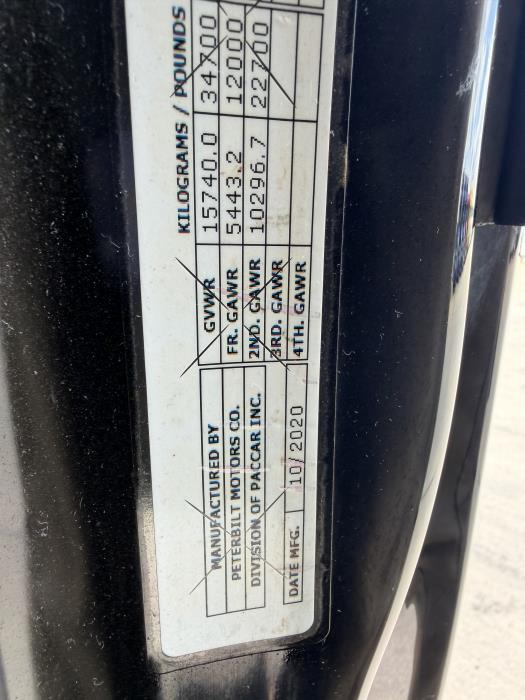 KILOGRAMS / POUNDS
GVWR 15740.0 34700
FR. GAWR 5443.2 12000
2ND. GAWR 10296.7 22700
3RD. GAWR
4TH. GAWR
MANUFACTURED BY
PETERBILT MOTORS CO.
DIVISION OF PACCAR INC.
DATE MFG. 10/2020